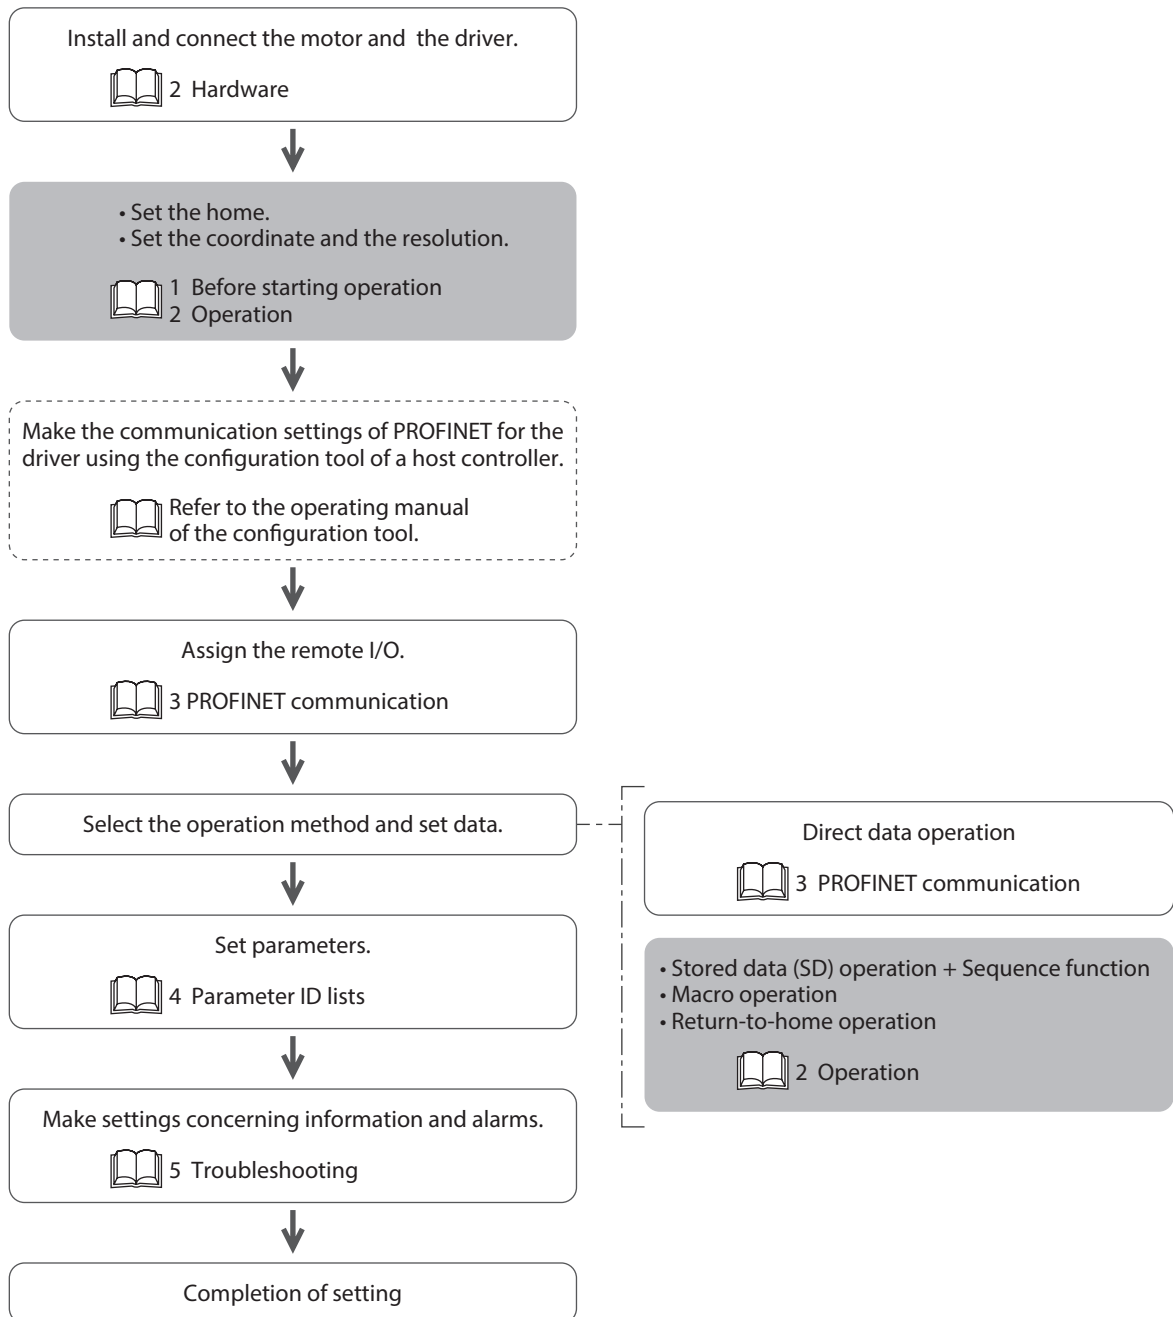 Install and connect the motor and the driver.
2 Hardware
• Set the home.
• Set the coordinate and the resolution.
1 Before starting operation
2 Operation
Make the communication settings of PROFINET for the
driver using the configuration tool of a host controller.
Refer to the operating manual
of the configuration tool.
Assign the remote I/O.
3 PROFINET communication
Select the operation method and set data.
Direct data operation
3 PROFINET communication
• Stored data (SD) operation + Sequence function
• Macro operation
• Return-to-home operation
2 Operation
Set parameters.
4 Parameter ID lists
Make settings concerning information and alarms.
5 Troubleshooting
Completion of setting